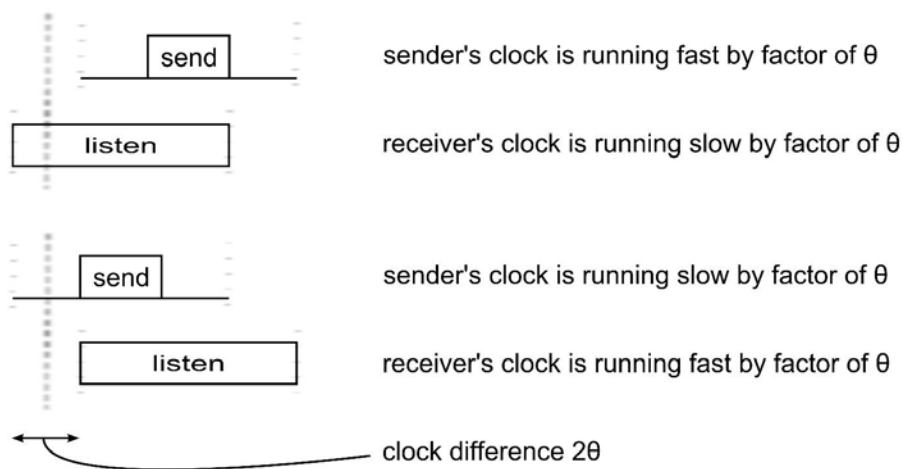 send
sender's clock is running fast by factor of θ
listen
receiver's clock is running slow by factor of θ
send
sender's clock is running slow by factor of θ
listen
receiver's clock is running fast by factor of θ
clock difference 2θ